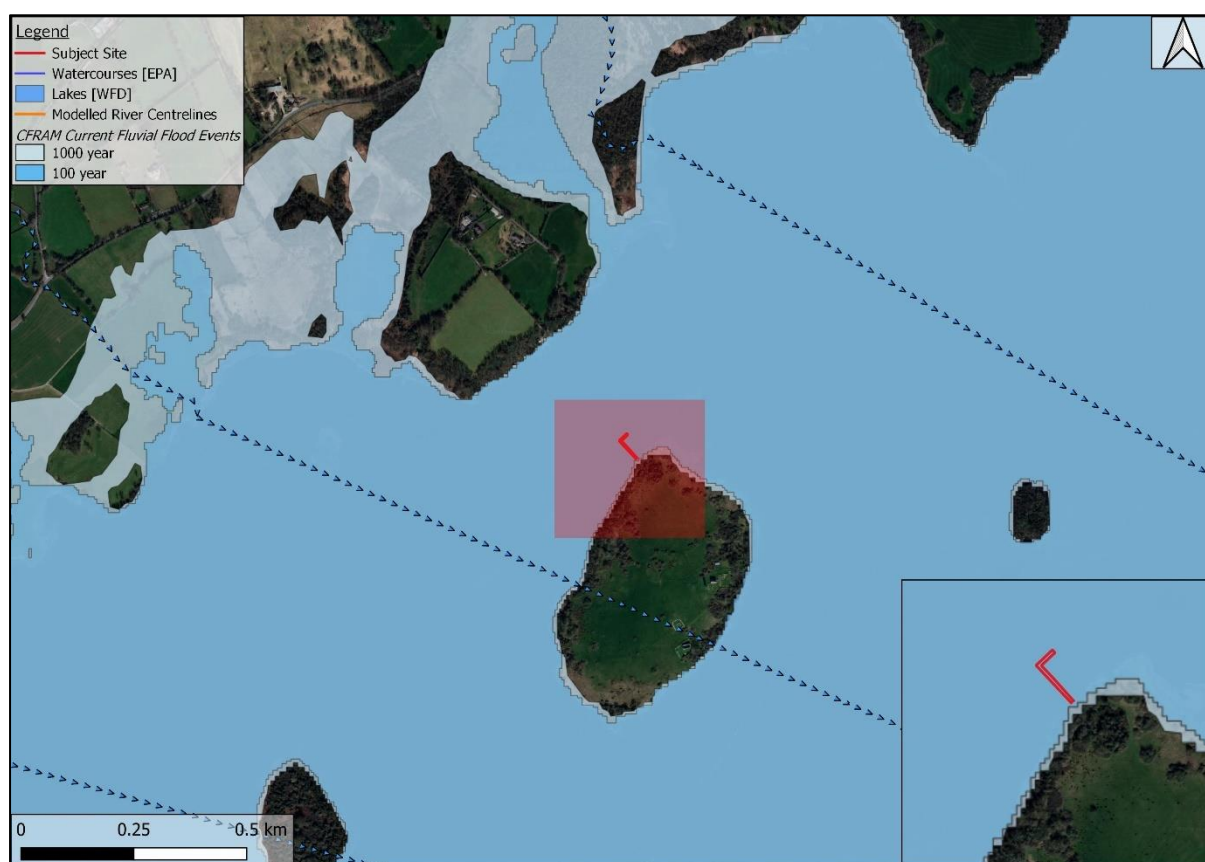 Legend
Subject Site
Watercourses [EPA]
Lakes [WFD]
Modelled River Centrelines
CFRAM Current Fluvial Flood Events
1000 year
100 year
0 0.25 0.5 km